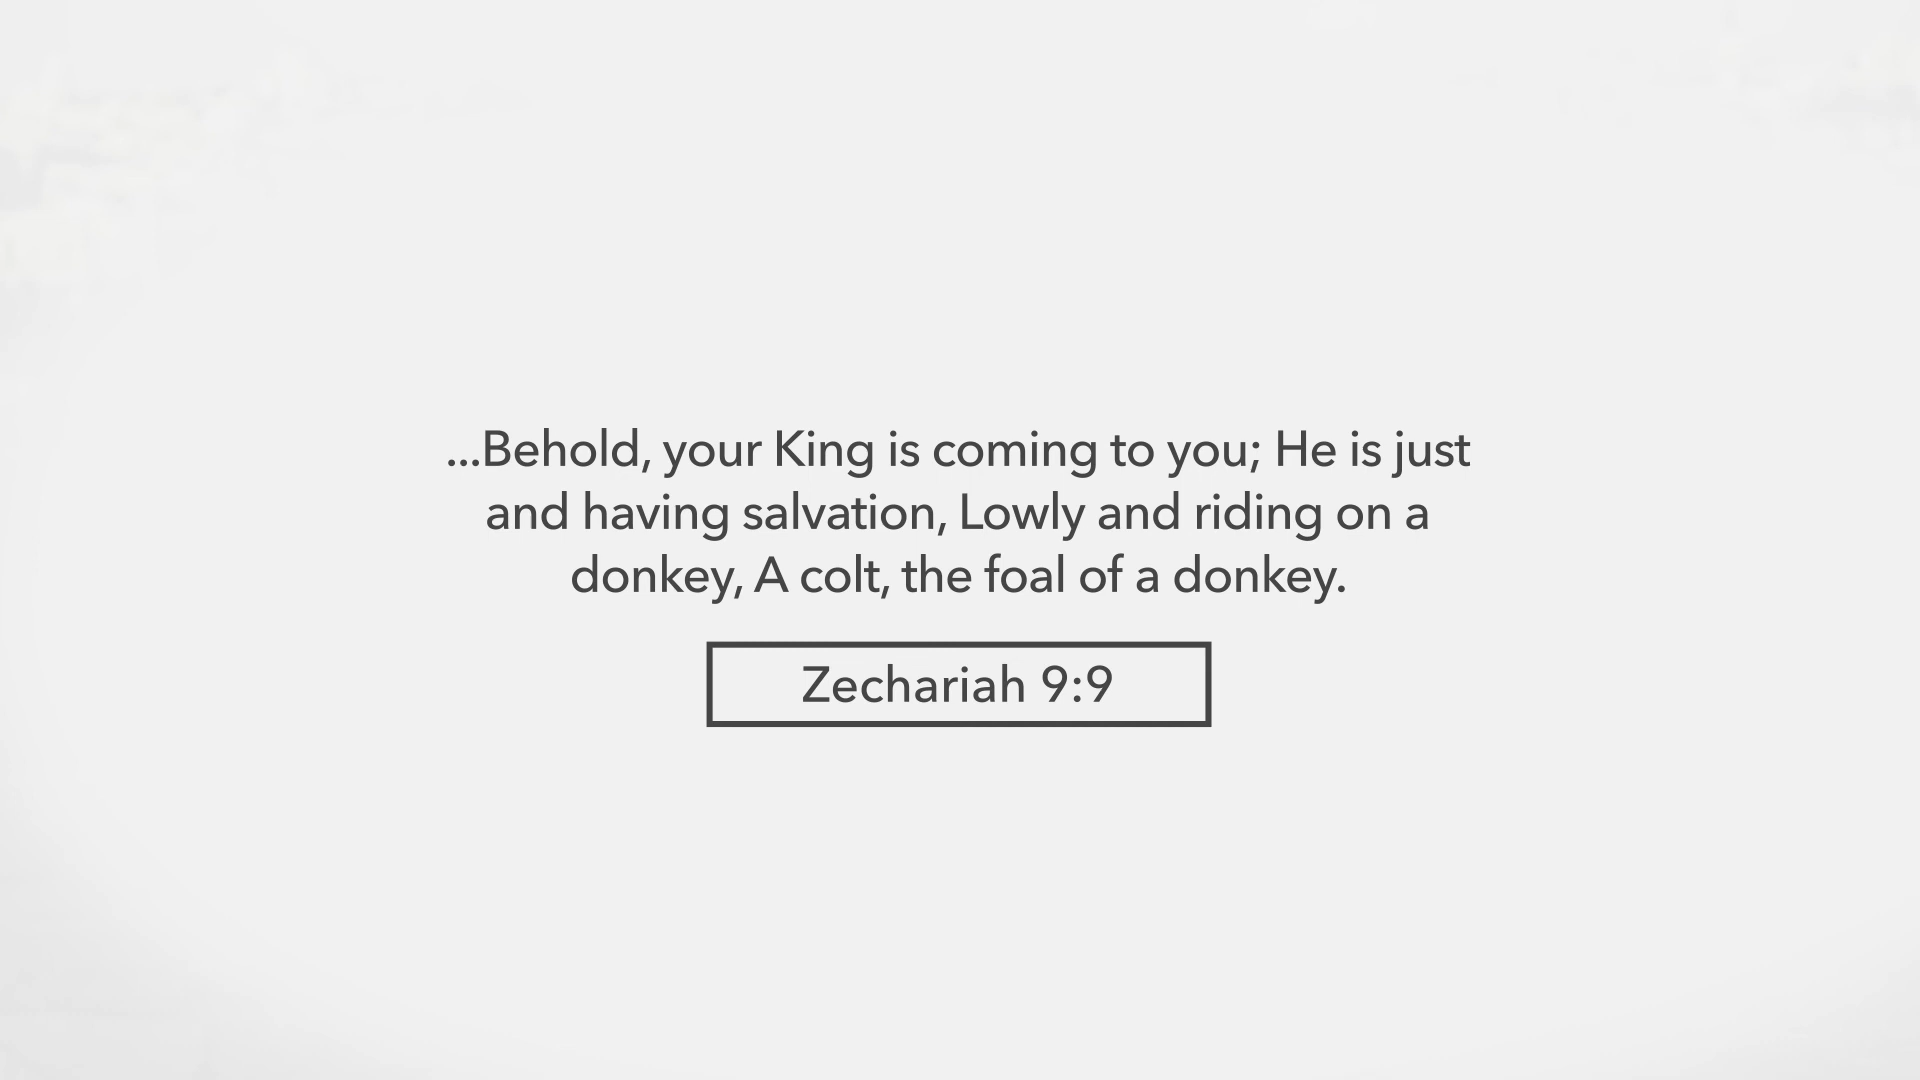 ...Behold, your King is coming to you; He is just
and having salvation, Lowly and riding on a
donkey, A colt, the foal of a donkey.
Zechariah 9:9